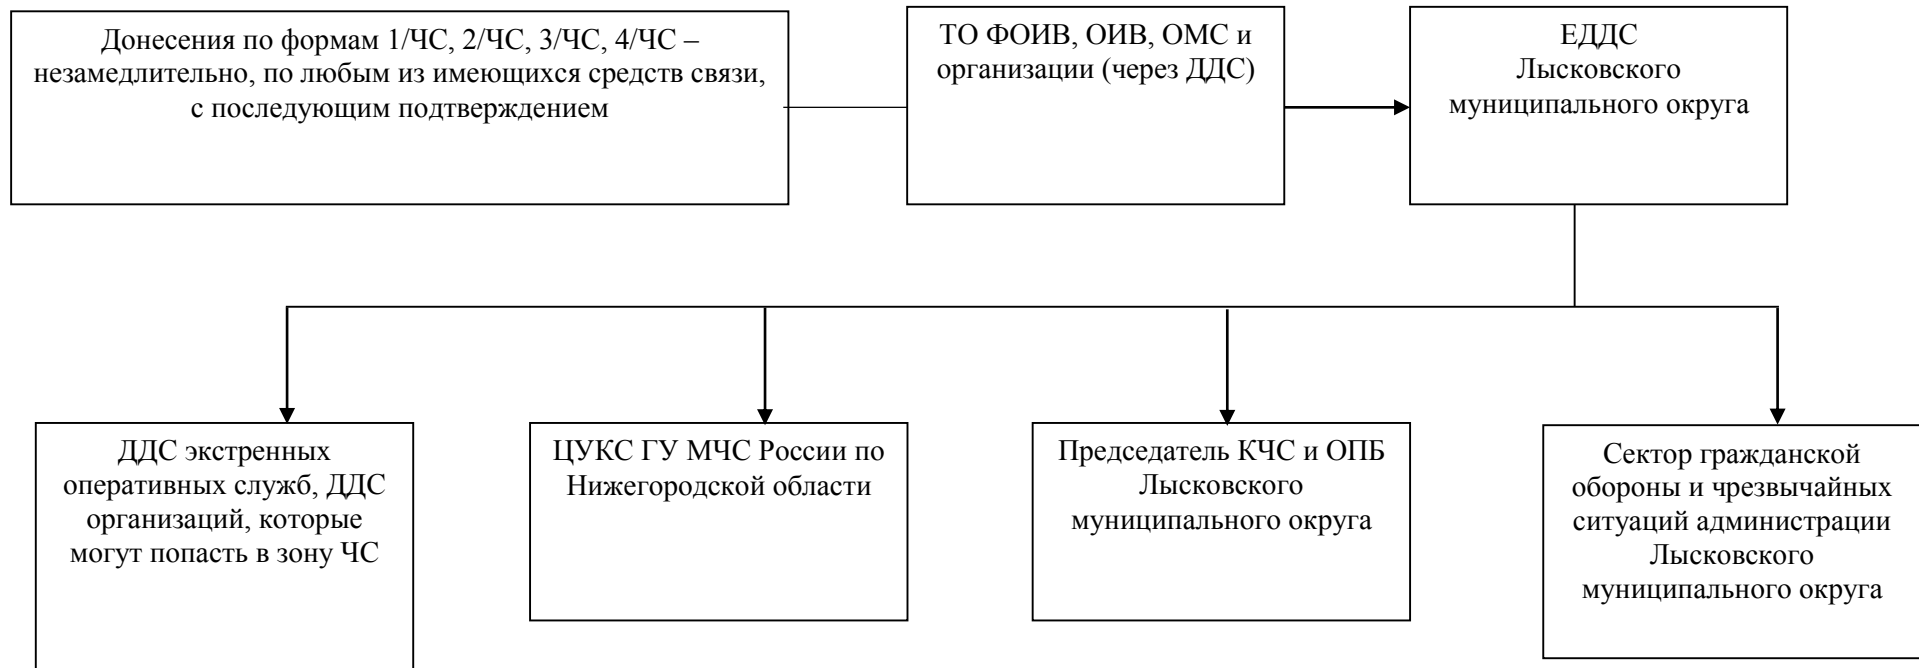 Донесения по формам 1/ЧС, 2/ЧС, 3/ЧС, 4/ЧС –
незамедлительно, по любым из имеющихся средств связи,
с последующим подтверждением
ТО ФОИВ, ОИВ, ОМС и
организации (через ДДС)
ЕДДС
Лысковского
муниципального округа
ДДС экстренных
оперативных служб, ДДС
организаций, которые
могут попасть в зону ЧС
ЦУКС ГУ МЧС России по
Нижегородской области
Председатель КЧС и ОПБ
Лысковского
муниципального округа
Сектор гражданской
обороны и чрезвычайных
ситуаций администрации
Лысковского
муниципального округа